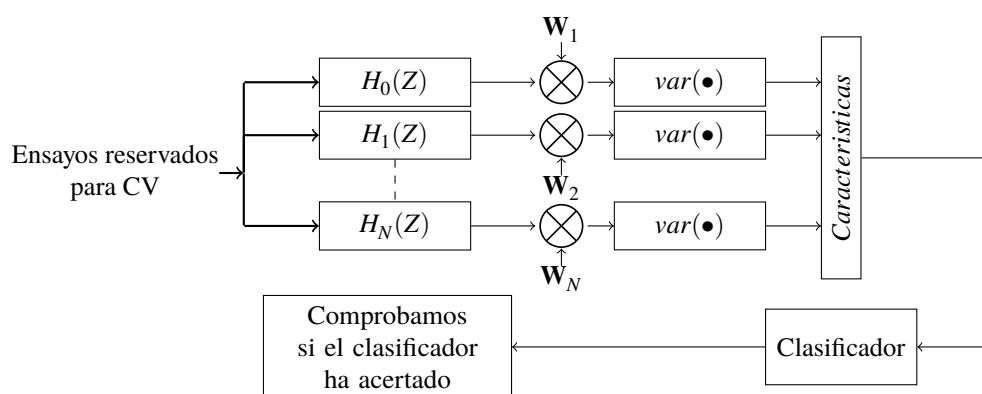 W₁
H₀(Z)
var(●)
H₁(Z)
var(●)
Ensayos reservados
para CV
W₂
Hₙ(Z)
var(●)
Wₙ
Caracteristicas
Comprobamos
si el clasificador
ha acertado
Clasificador